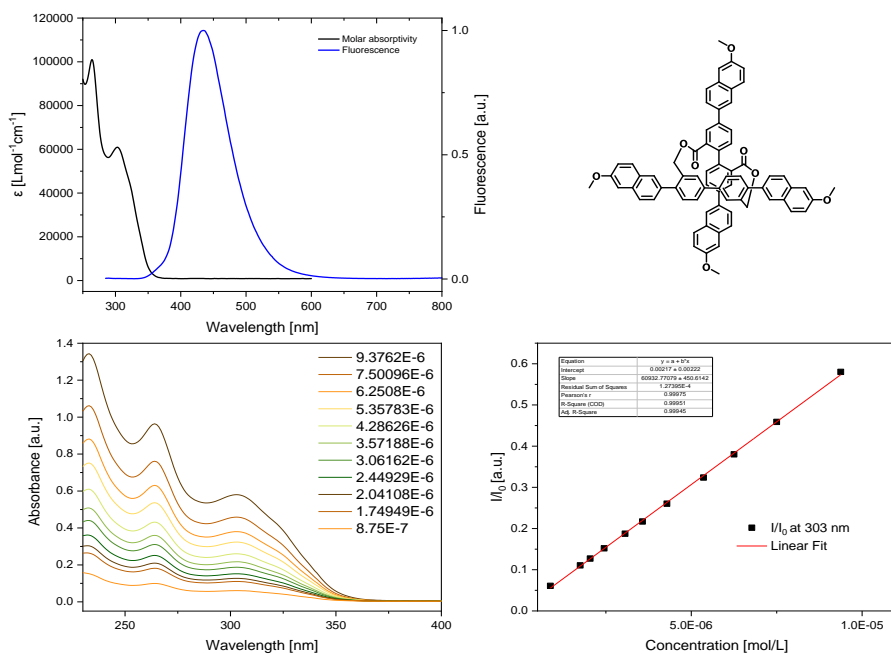 120000
100000
80000
60000
40000
20000
0
ε [Lmol⁻¹cm⁻¹]
Molar absorptivity
Fluorescence
1.0
0.5
0.0
Fluorescence [a.u.]
300 400 500 600 700 800
Wavelength [nm]
O
O
O
O
O
O
O
O
1.4
1.2
1.0
0.8
0.6
0.4
0.2
0.0
Absorbance [a.u.]
9.3762E-6
7.50096E-6
6.2508E-6
5.35783E-6
4.28626E-6
3.57188E-6
3.06162E-6
2.44929E-6
2.04108E-6
1.74949E-6
8.75E-7
250 300 350 400
Wavelength [nm]
0.6
0.5
0.4
0.3
0.2
0.1
0.0
I/I₀ [a.u.]
Equation y = a + b*x
Intercept 0.00217 ± 0.00222
Slope 60932.77079 ± 450.6142
Residual Sum of Squares 1.27395E-4
Pearson's r 0.99975
R-Square (COD) 0.99951
Adj. R-Square 0.99945
I/I₀ at 303 nm
Linear Fit
5.0E-06 1.0E-05
Concentration [mol/L]